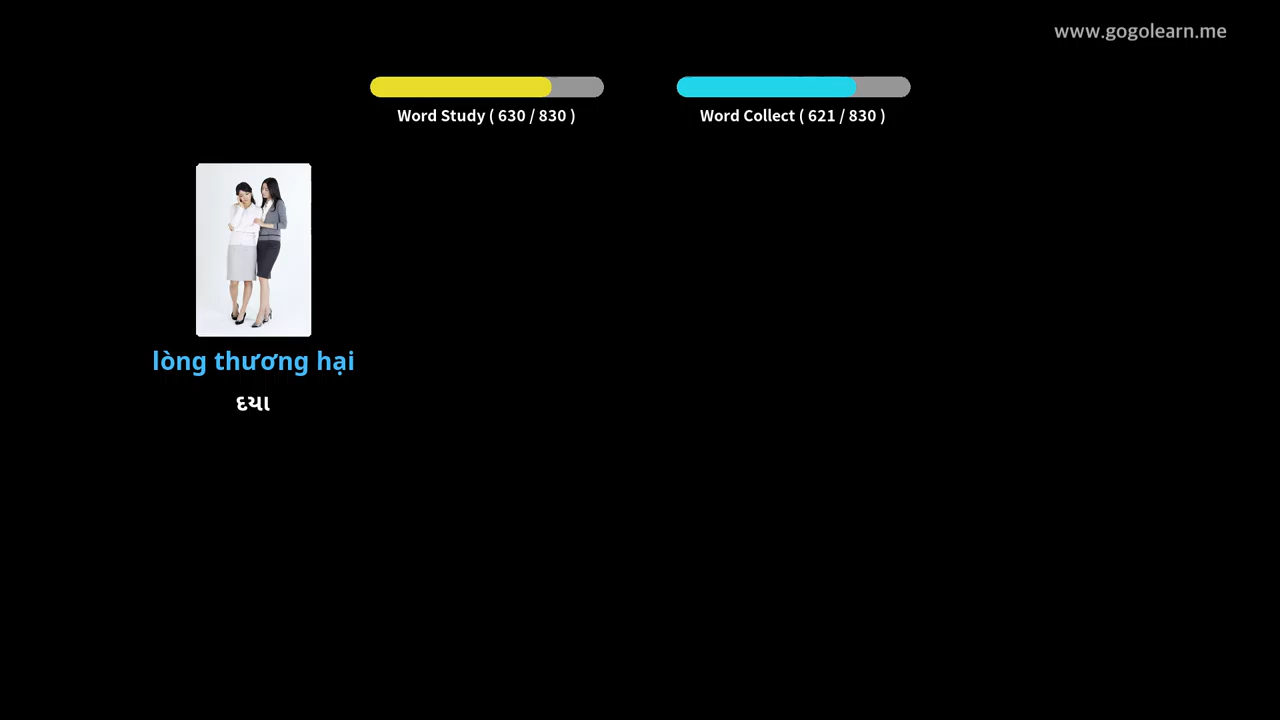 www.gogolearn.me
Word Study ( 630 / 830 )
Word Collect ( 621 / 830 )
lòng thương hại
દયા